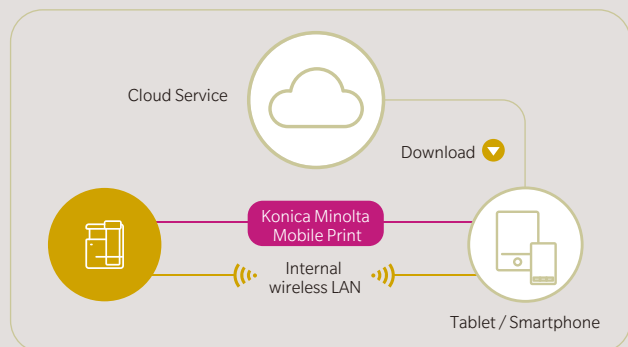 Cloud Service
Download
Konica Minolta
Mobile Print
Internal
wireless LAN
Tablet / Smartphone